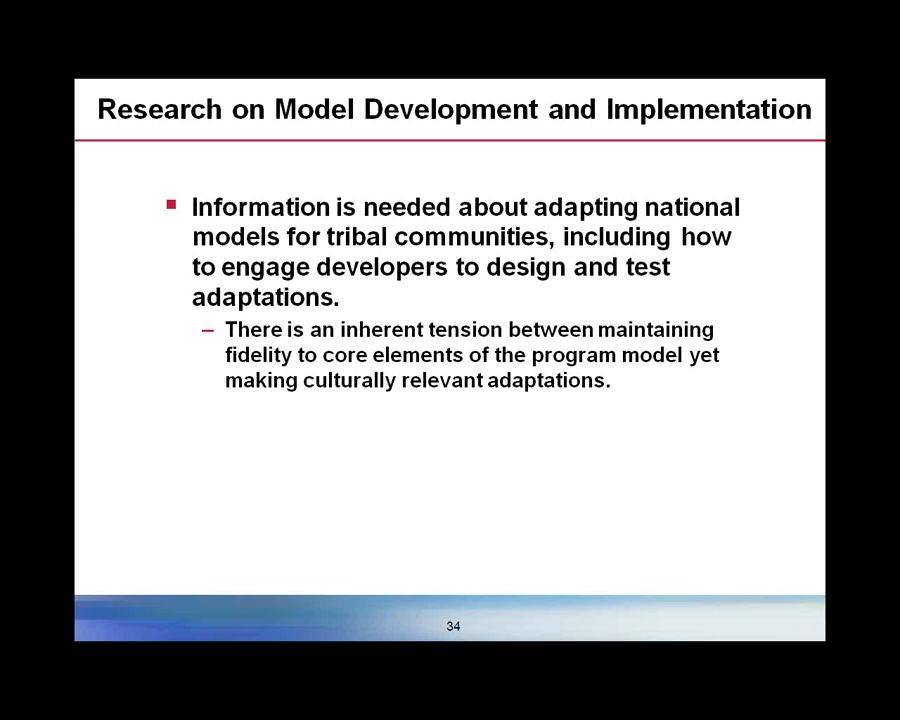 Research on Model Development and Implementation
▪ Information is needed about adapting national
models for tribal communities, including how
to engage developers to design and test
adaptations.
– There is an inherent tension between maintaining
fidelity to core elements of the program model yet
making culturally relevant adaptations.
34